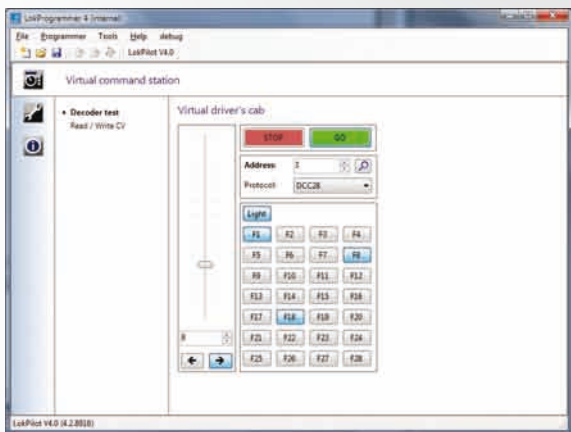 LokProgrammer 4 (internal)
File Programmer Tools Help debug
LokPilot V4.0
Virtual command station
Decoder test
Read / Write CV
Virtual driver's cab
STOP GO
Address: 3
Protocol: DCC28
Light
F1 F2 F3 F4
F5 F6 F7 F8
F9 F10 F11 F12
F13 F14 F15 F16
F17 F18 F19 F20
F21 F22 F23 F24
F25 F26 F27 F28
LokPilot V4.0 (4.2.8018)